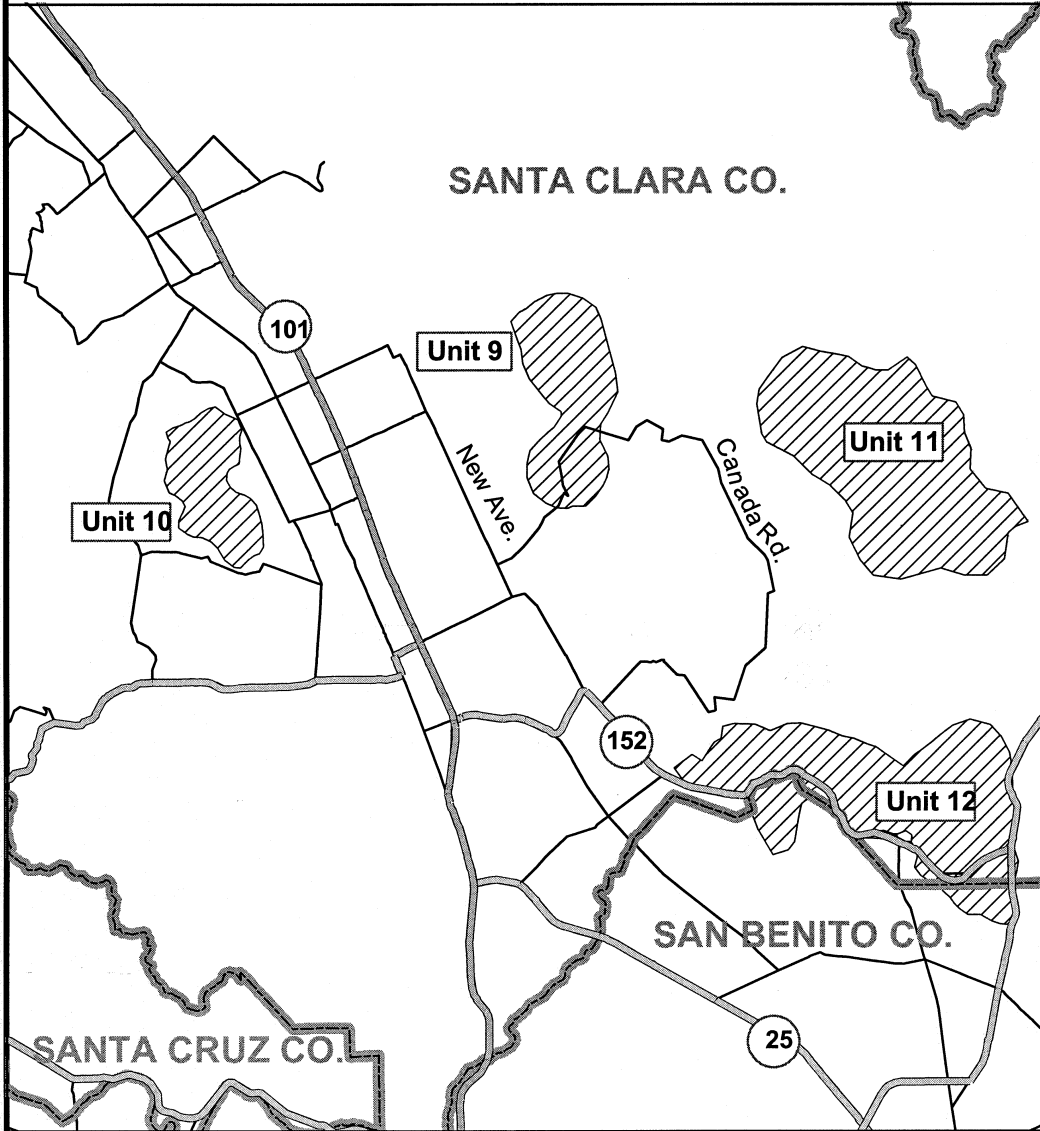 SANTA CLARA CO.
101
Unit 9
Unit 11
New Ave.
Canada Rd.
Unit 10
152
Unit 12
SAN BENITO CO.
25
SANTA CRUZ CO.